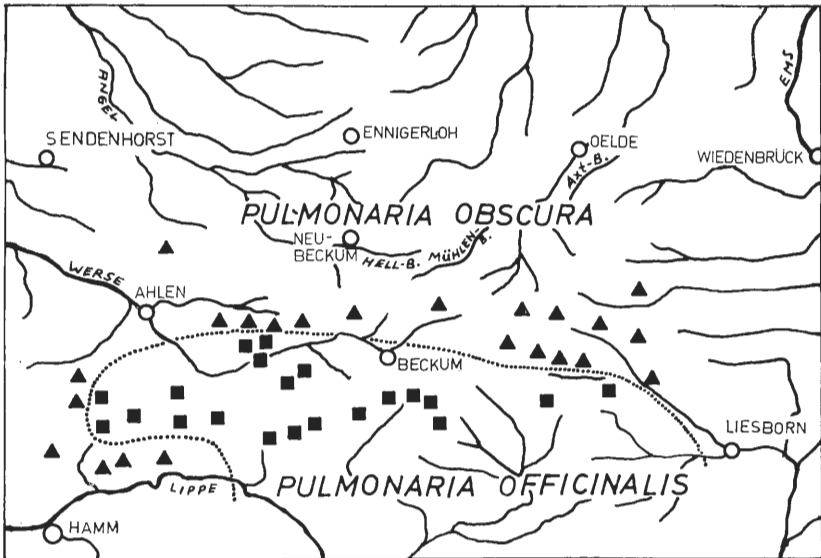 ANGEL
EMS
SENDENHORST
ENNIGERLOH
OELDE
WIEDENBRÜCK
AXT-B.
PULMONARIA OBSCURA
NEU-
BECKUM
HELL-B.
MÜHLEN-
B.
WERSE
AHLEN
BECKUM
LIESBORN
LIPPE
PULMONARIA OFFICINALIS
HAMM